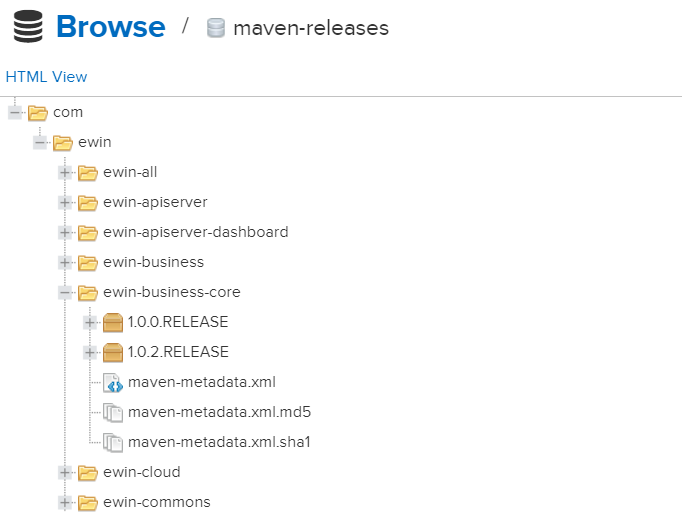 Browse / maven-releases
HTML View
com
ewin
ewin-all
ewin-apiserver
ewin-apiserver-dashboard
ewin-business
ewin-business-core
1.0.0.RELEASE
1.0.2.RELEASE
maven-metadata.xml
maven-metadata.xml.md5
maven-metadata.xml.sha1
ewin-cloud
ewin-commons